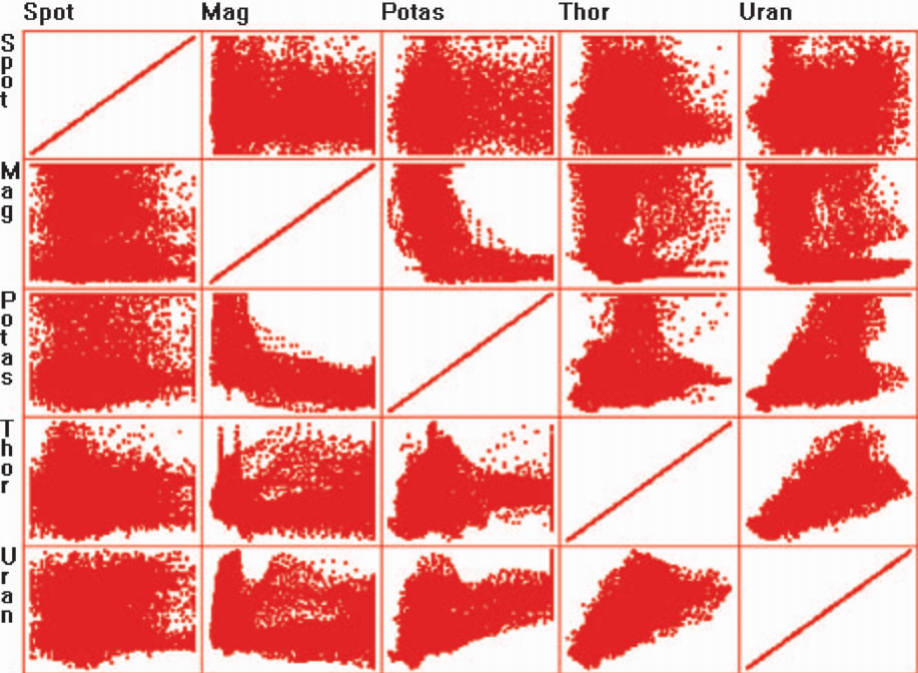 Spot Mag Potas Thor Uran
Spot
Mag
Potas
Thor
Uran